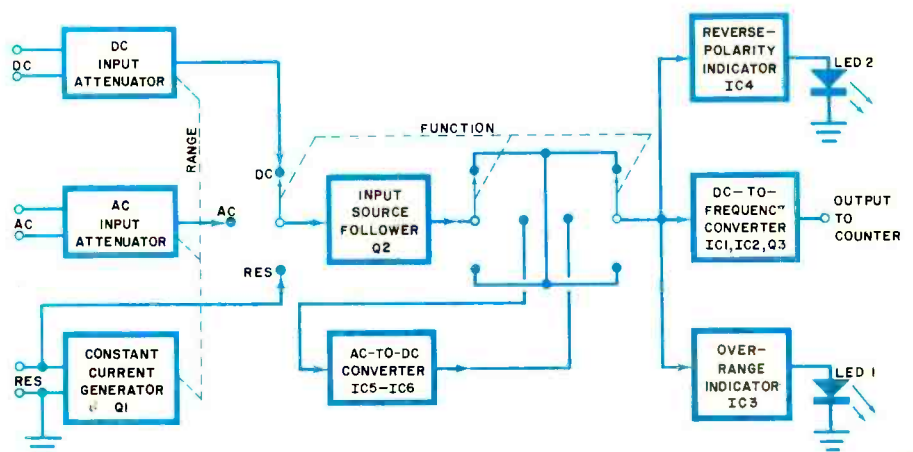 DC
INPUT
ATTENUATOR
DC
RANGE
AC
INPUT
ATTENUATOR
AC
AC
CONSTANT
CURRENT
GENERATOR
Q1
RES
DC
RES
FUNCTION
INPUT
SOURCE
FOLLOWER
Q2
AC-TO-DC
CONVERTER
IC5-IC6
REVERSE-
POLARITY
INDICATOR
IC4
LED 2
DC-TO-
FREQUENCY
CONVERTER
IC1,IC2,Q3
OUTPUT
TO
COUNTER
OVER-
RANGE
INDICATOR
IC3
LED 1